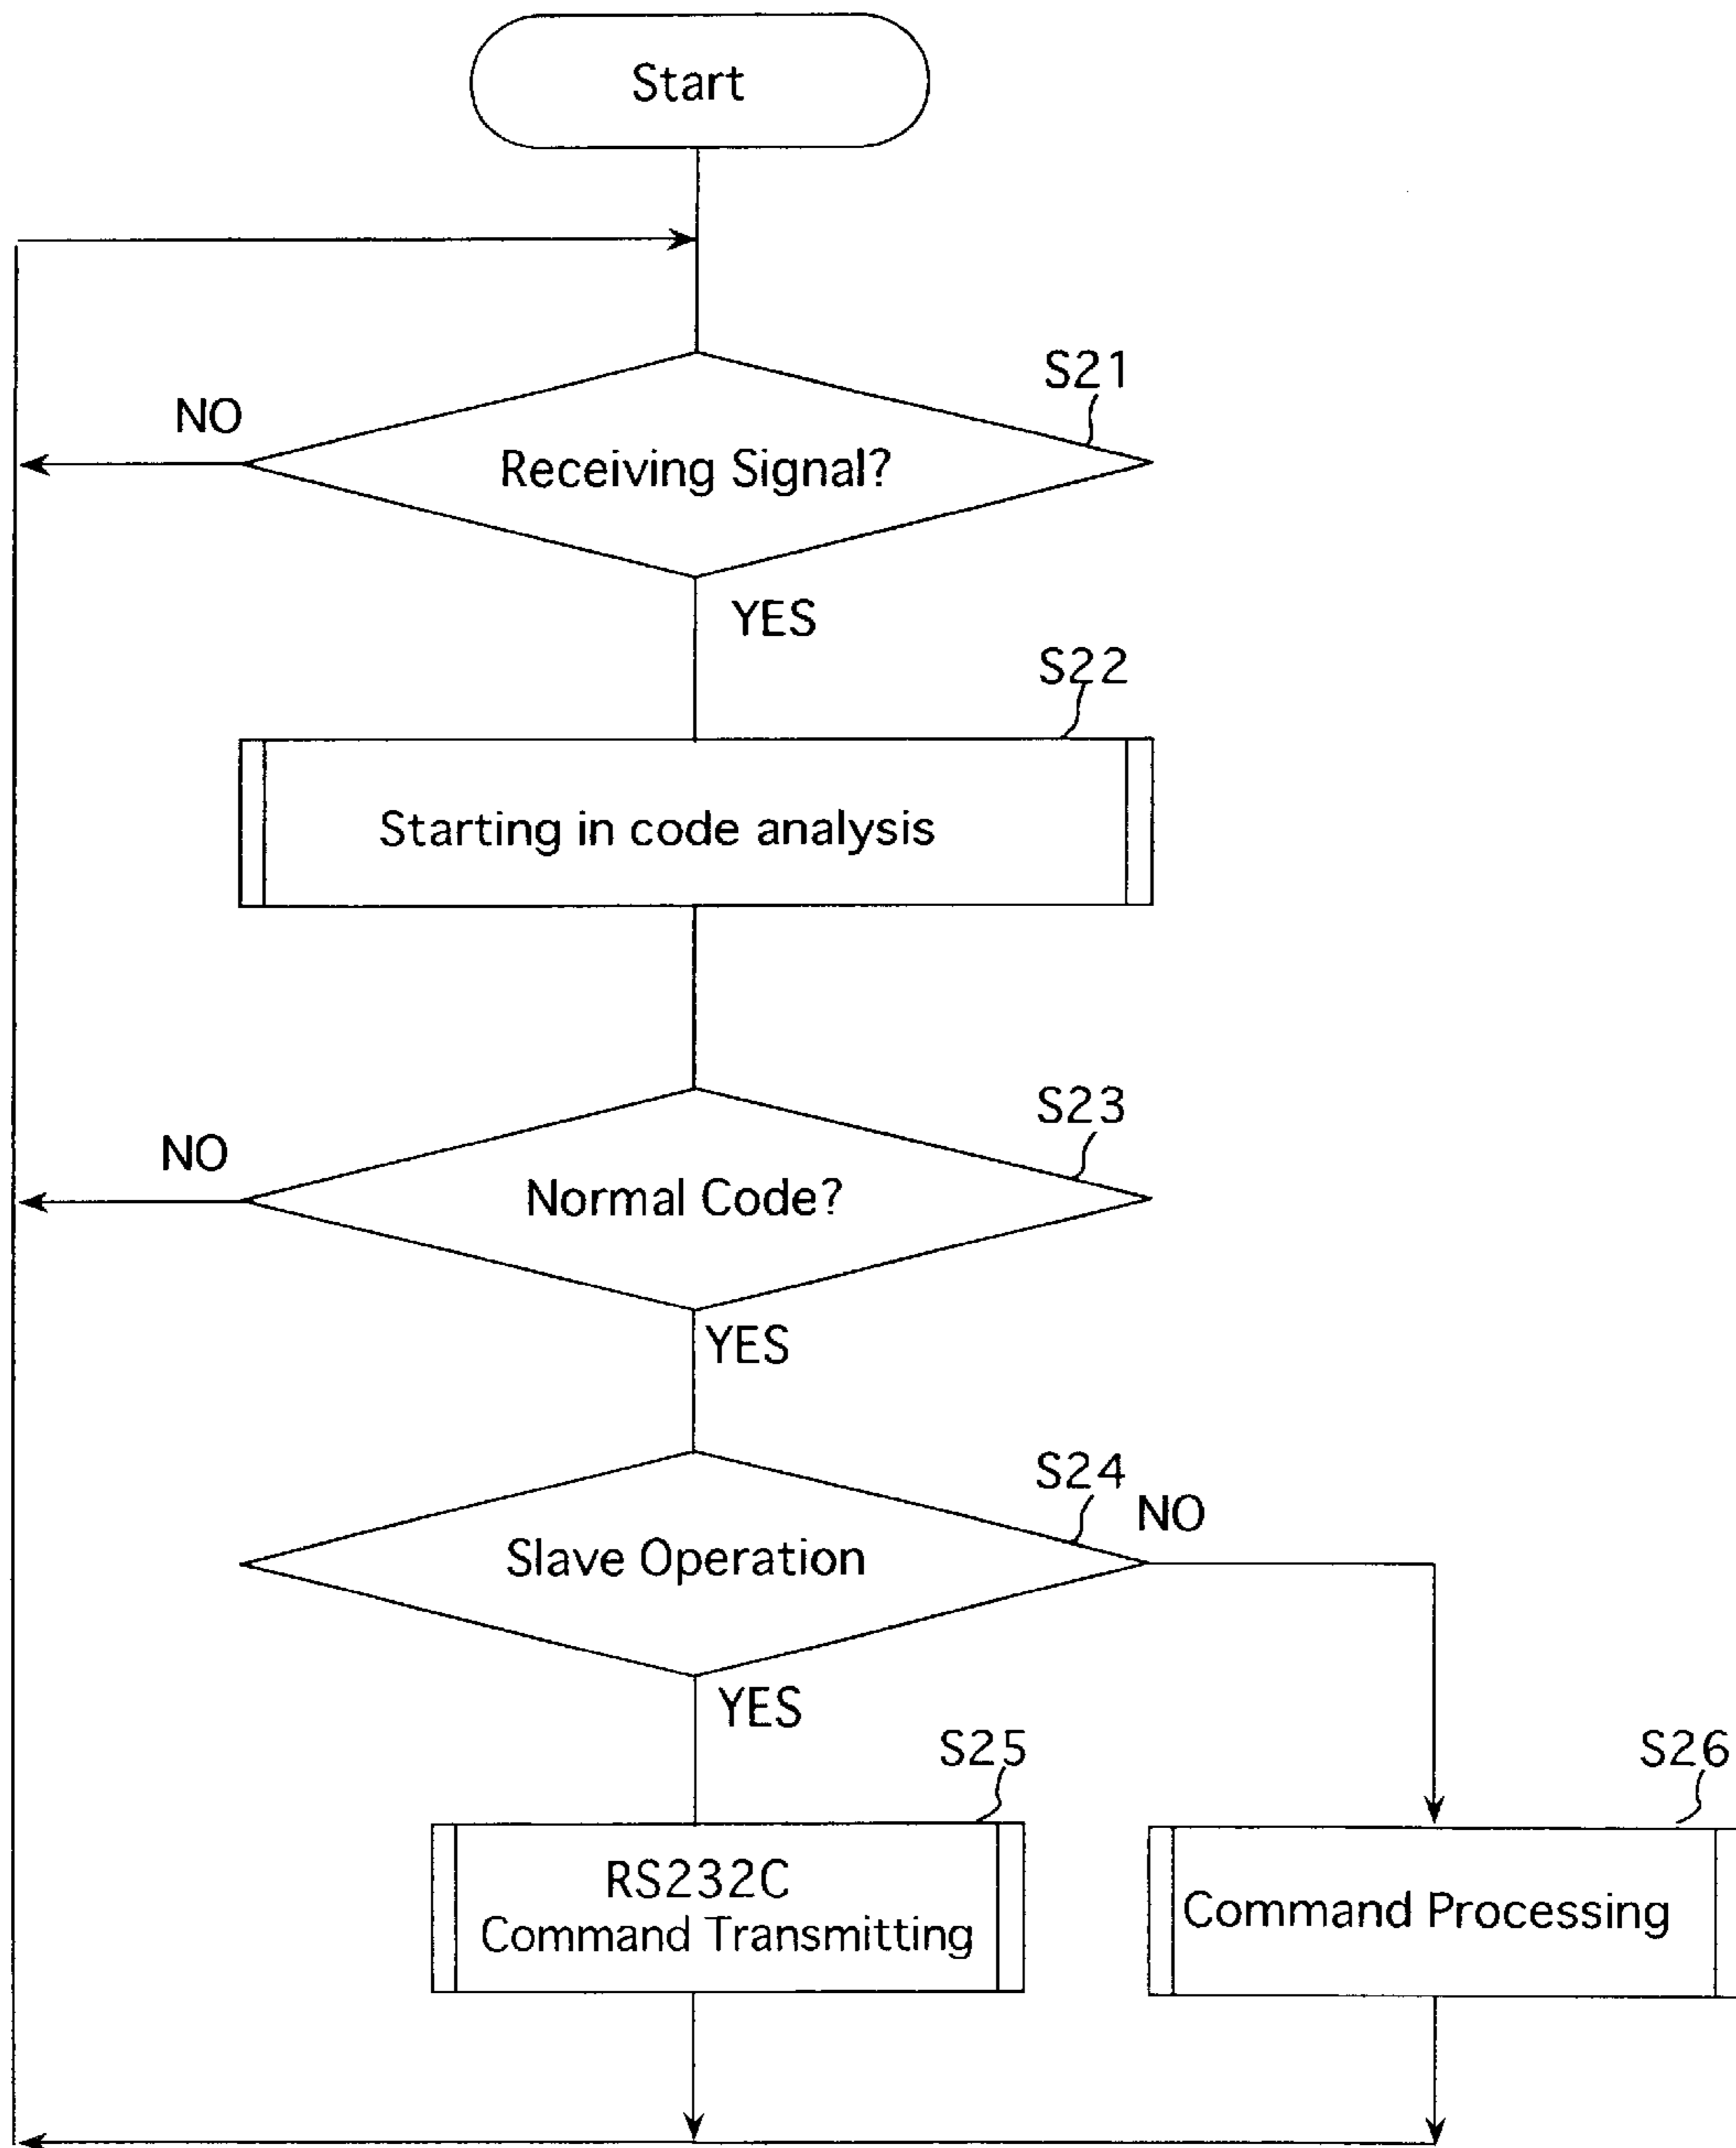 Start
S21
NO
Receiving Signal?
YES
S22
Starting in code analysis
S23
NO
Normal Code?
YES
S24
NO
Slave Operation
YES
S25
S26
RS232C
Command Transmitting
Command Processing